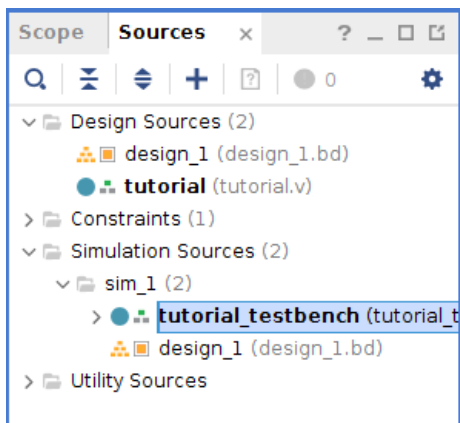 Scope Sources × ? _
? 0
Design Sources (2)
design_1 (design_1.bd)
tutorial (tutorial.v)
Constraints (1)
Simulation Sources (2)
sim_1 (2)
tutorial_testbench (tutorial_t
design_1 (design_1.bd)
Utility Sources